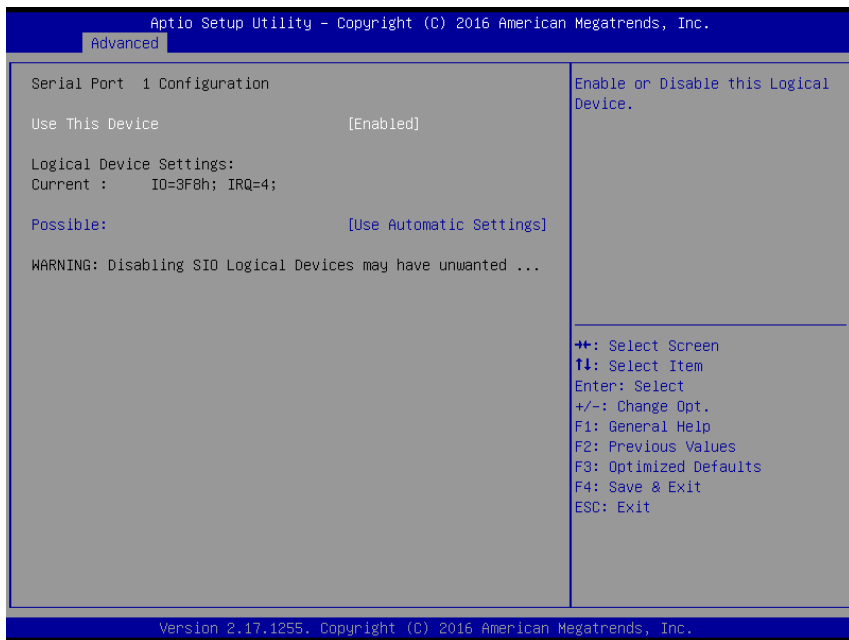 Aptio Setup Utility – Copyright (C) 2016 American Megatrends, Inc.
Advanced
Serial Port 1 Configuration
Use This Device [Enabled]
Logical Device Settings:
Current : IO=3F8h; IRQ=4;
Possible: [Use Automatic Settings]
WARNING: Disabling SIO Logical Devices may have unwanted ...
Enable or Disable this Logical
Device.
→←: Select Screen
↑↓: Select Item
Enter: Select
+/-: Change Opt.
F1: General Help
F2: Previous Values
F3: Optimized Defaults
F4: Save & Exit
ESC: Exit
Version 2.17.1255. Copyright (C) 2016 American Megatrends, Inc.